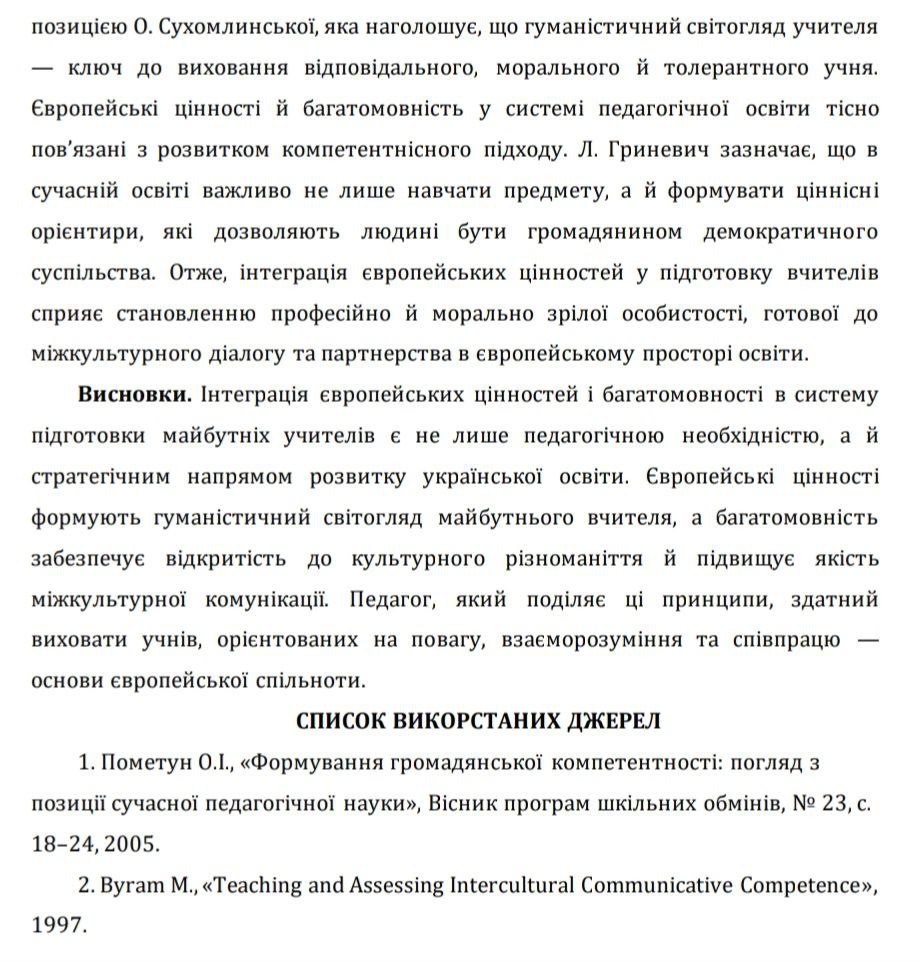 позицією О. Сухомлинської, яка наголошує, що гуманістичний світогляд учителя
— ключ до виховання відповідального, морального й толерантного учня.
Європейські цінності й багатомовність у системі педагогічної освіти тісно
пов’язані з розвитком компетентнісного підходу. Л. Гриневич зазначає, що в
сучасній освіті важливо не лише навчати предмету, а й формувати ціннісні
орієнтири, які дозволяють людині бути громадянином демократичного
суспільства. Отже, інтеграція європейських цінностей у підготовку вчителів
сприяє становленню професійно й морально зрілої особистості, готової до
міжкультурного діалогу та партнерства в європейському просторі освіти.
Висновки. Інтеграція європейських цінностей і багатомовності в систему
підготовки майбутніх учителів є не лише педагогічною необхідністю, а й
стратегічним напрямом розвитку української освіти. Європейські цінності
формують гуманістичний світогляд майбутнього вчителя, а багатомовність
забезпечує відкритість до культурного різноманіття й підвищує якість
міжкультурної комунікації. Педагог, який поділяє ці принципи, здатний
виховати учнів, орієнтованих на повагу, взаєморозуміння та співпрацю —
основи європейської спільноти.
СПИСОК ВИКОРСТАНИХ ДЖЕРЕЛ
1. Пометун О.І., «Формування громадянської компетентності: погляд з
позиції сучасної педагогічної науки», Вісник програм шкільних обмінів, № 23, с.
18–24, 2005.
2. Byram M., «Teaching and Assessing Intercultural Communicative Competence»,
1997.